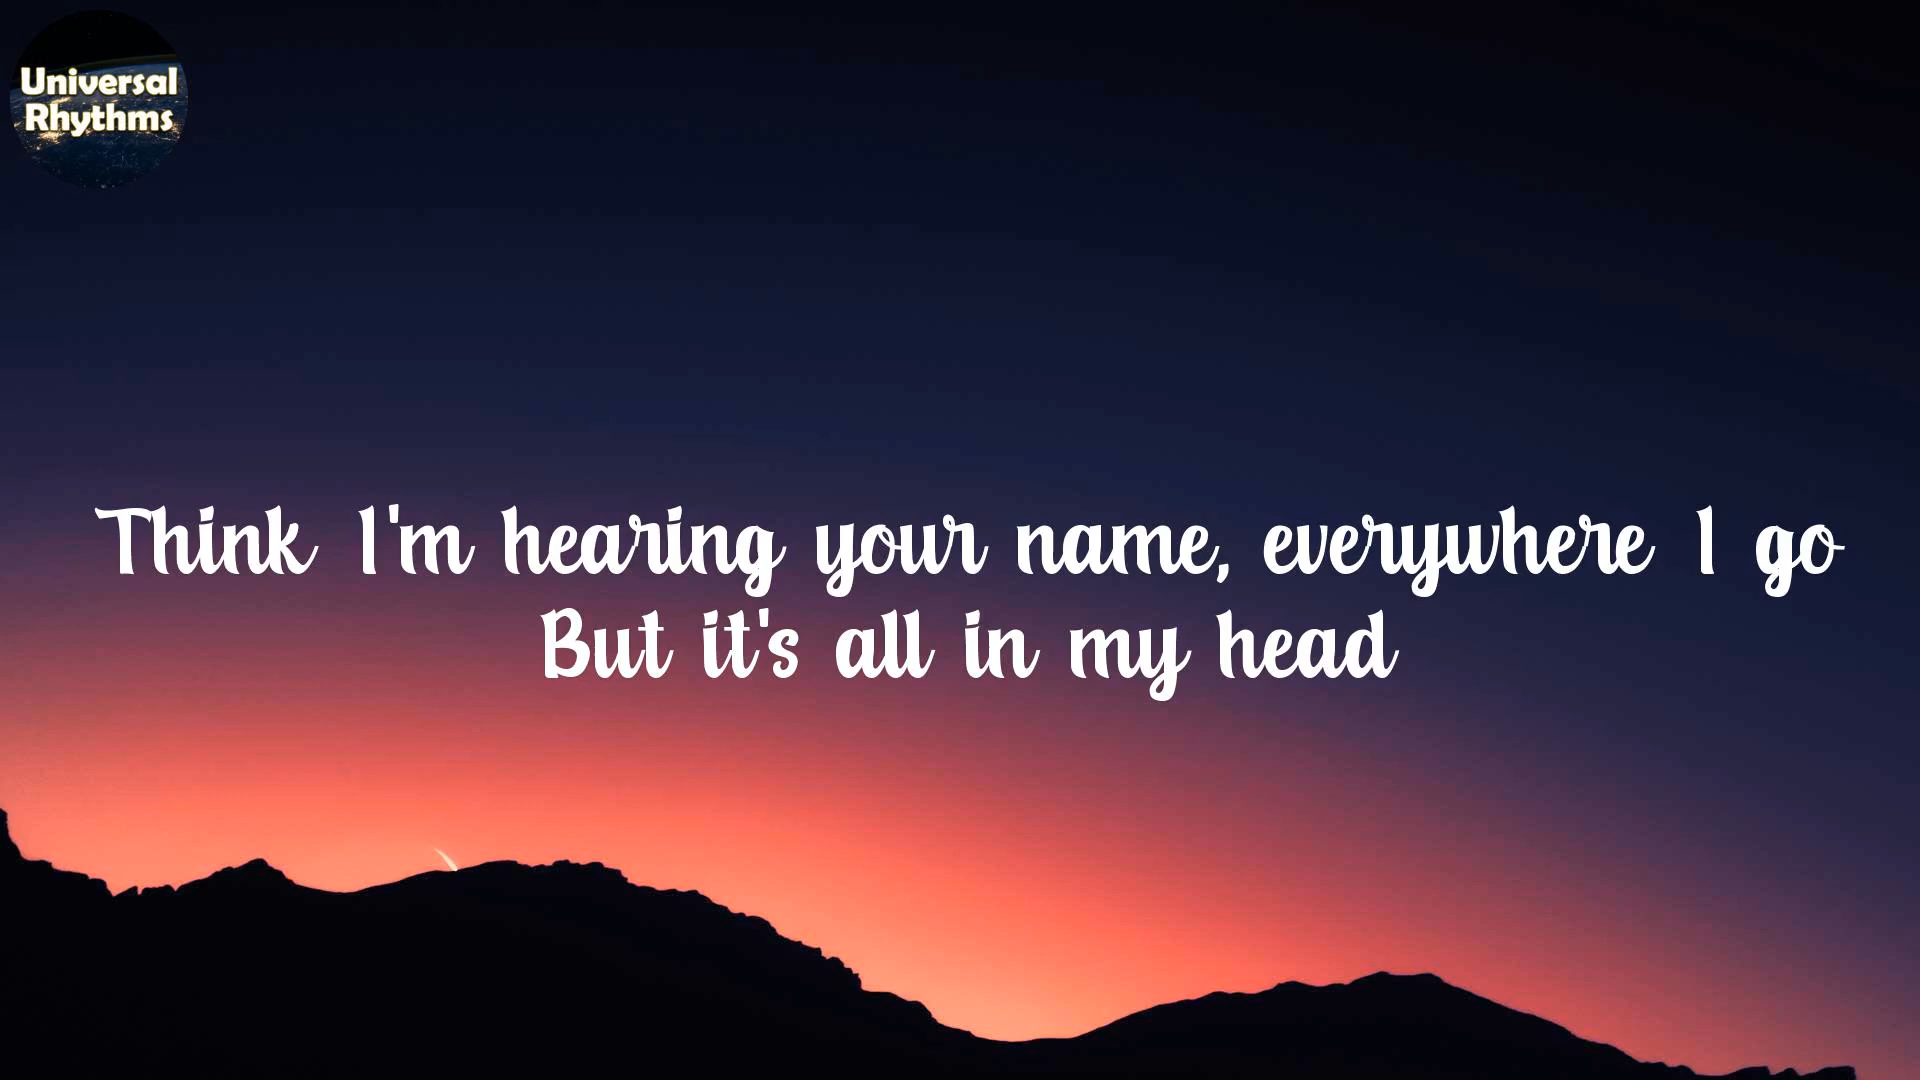 Universal
Rhythms
Think I'm hearing your name, everywhere I go
But it's all in my head